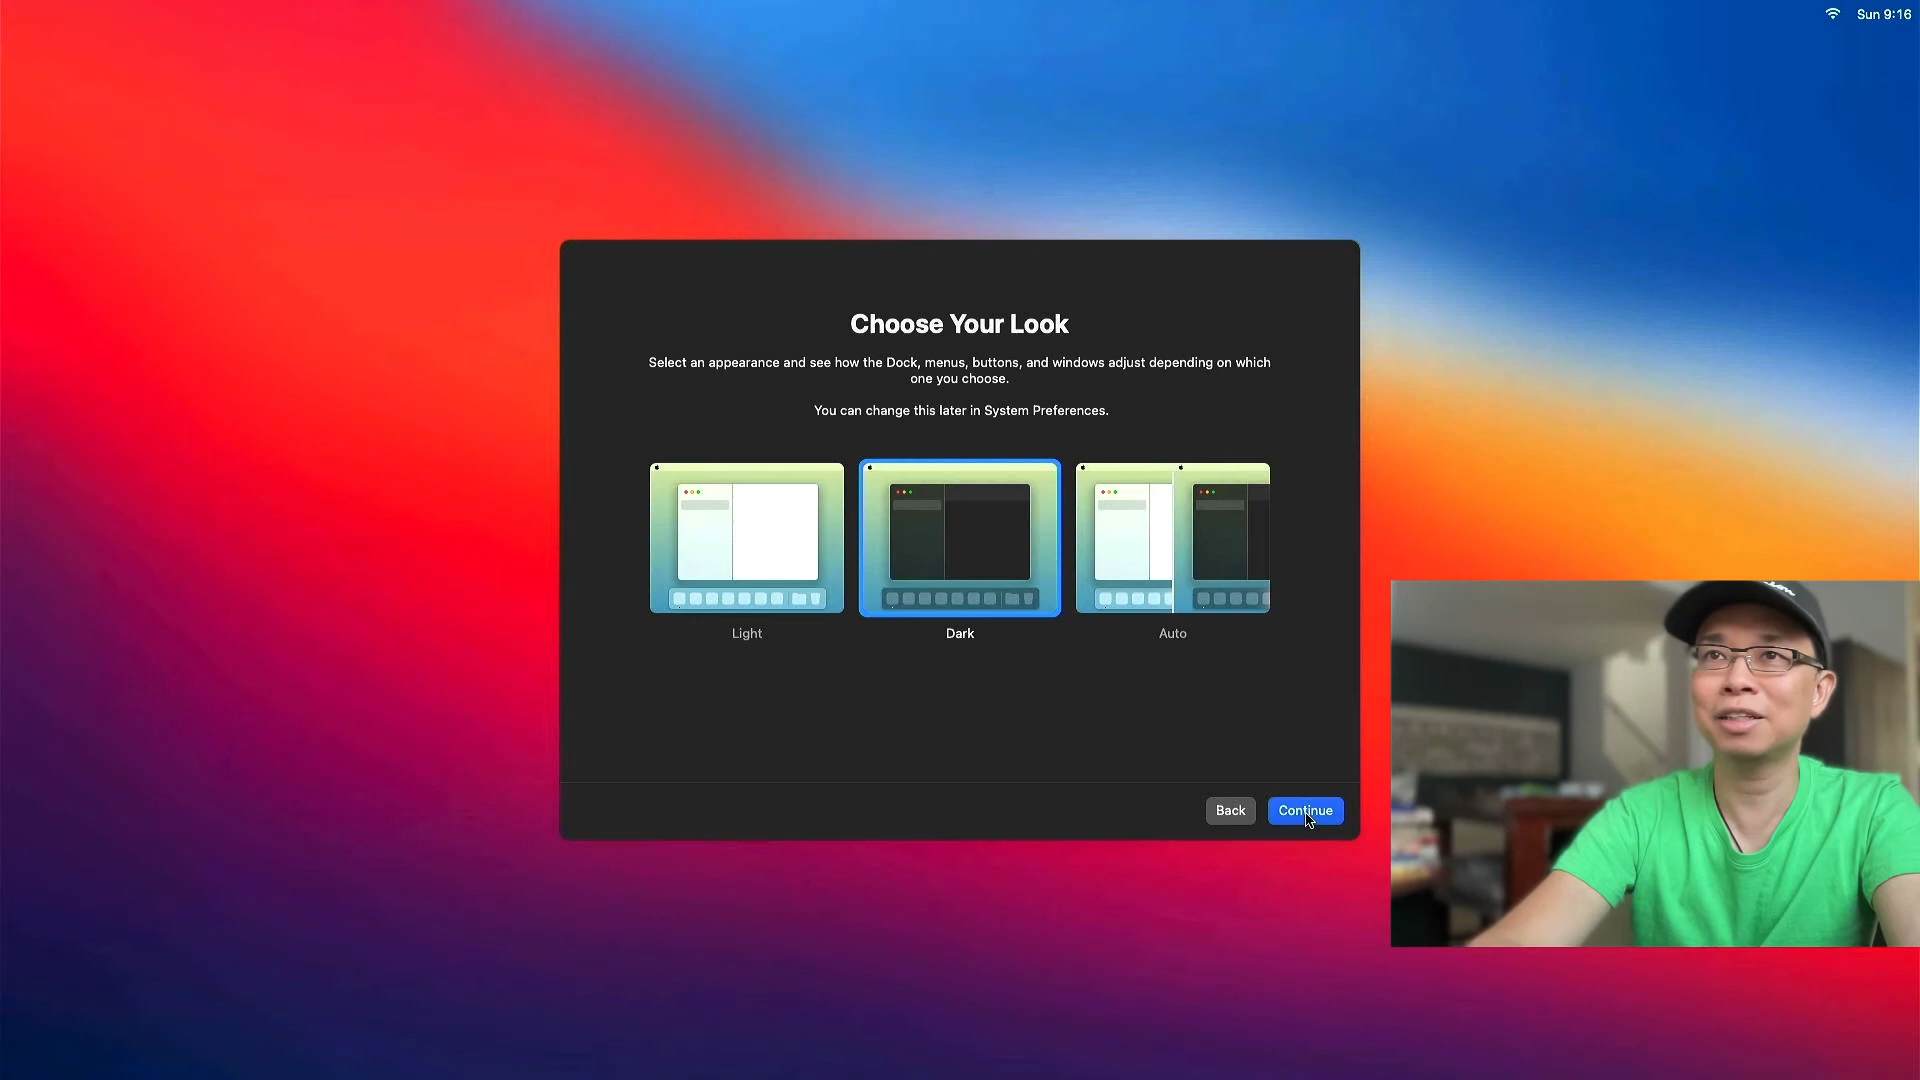 Sun 9:16
Choose Your Look
Select an appearance and see how the Dock, menus, buttons, and windows adjust depending on which
one you choose.
You can change this later in System Preferences.
Light
Dark
Auto
Back
Continue